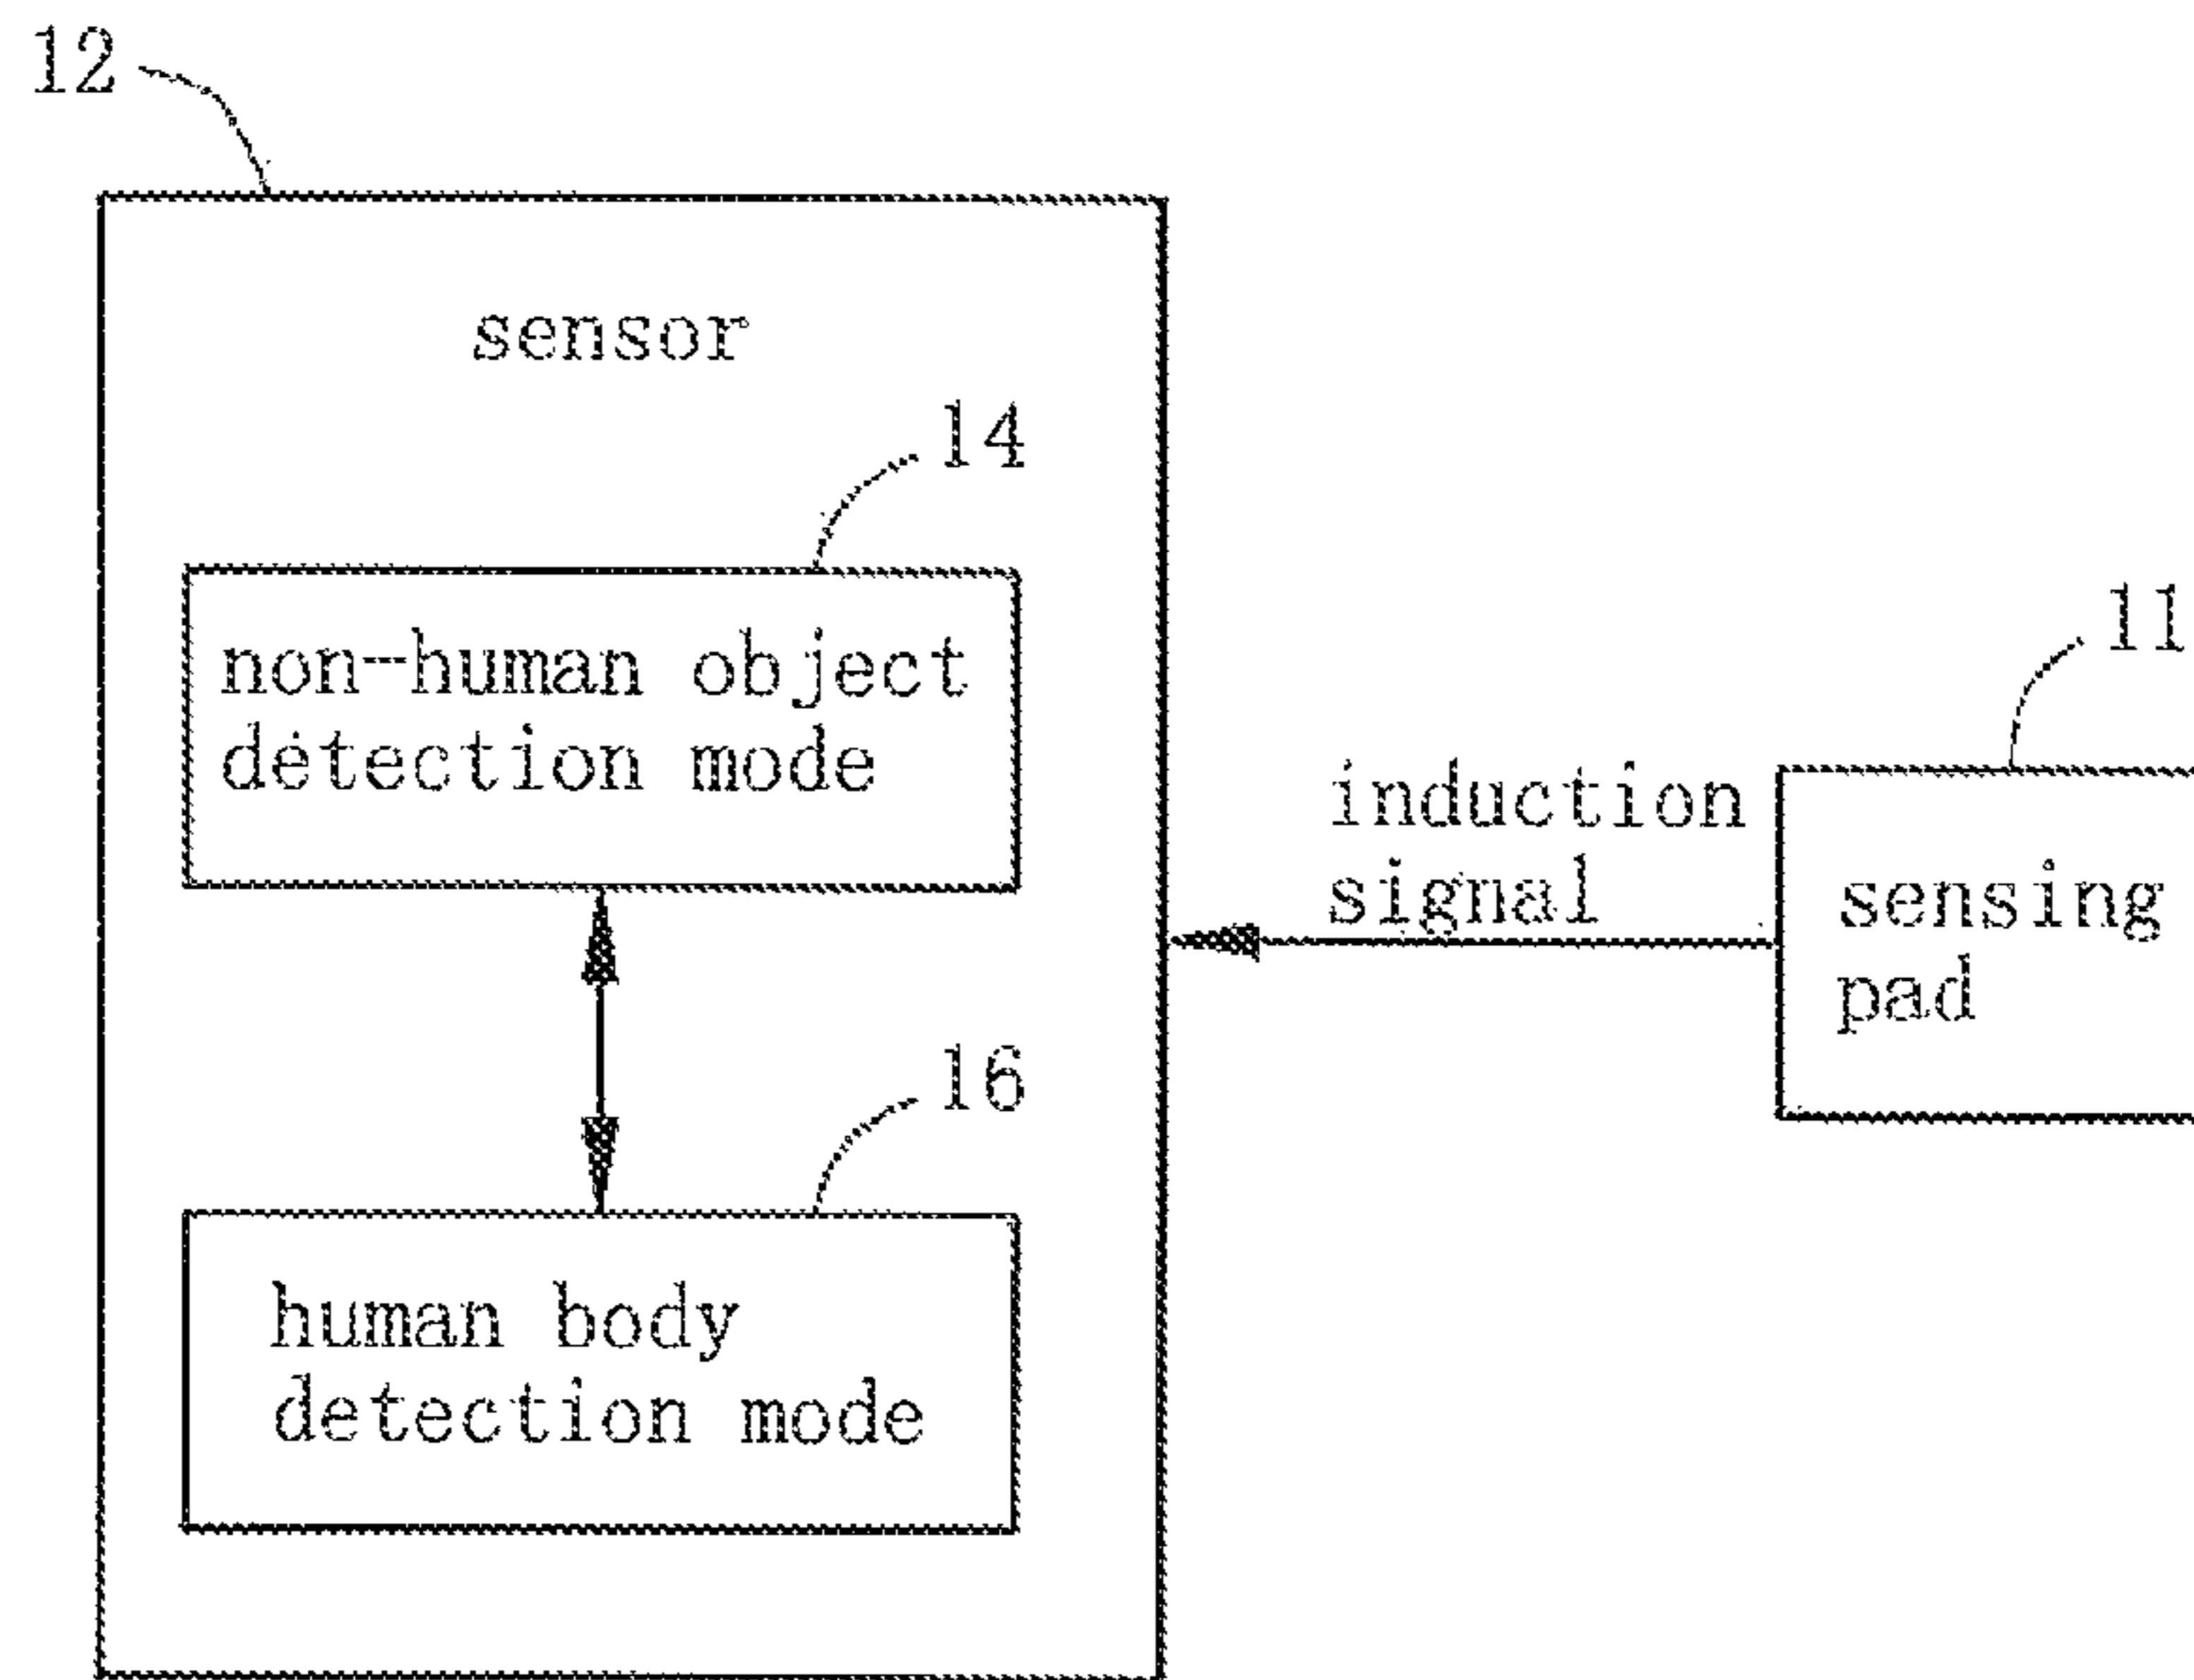 12
sensor
14
non-human object
detection mode
11
induction
signal
sensing
pad
16
human body
detection mode